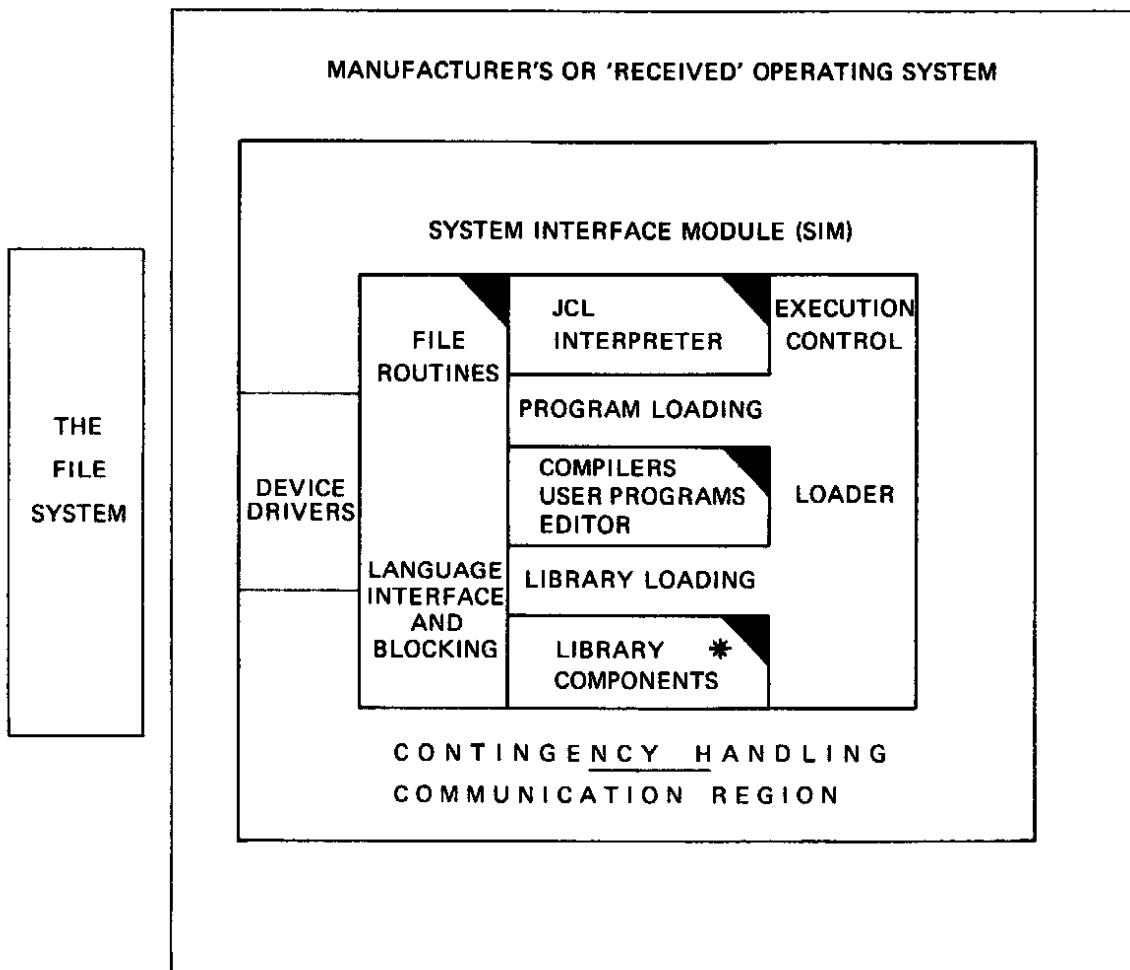 MANUFACTURER'S OR 'RECEIVED' OPERATING SYSTEM
SYSTEM INTERFACE MODULE (SIM)
THE
FILE
SYSTEM
DEVICE
DRIVERS
FILE
ROUTINES
LANGUAGE
INTERFACE
AND
BLOCKING
JCL
INTERPRETER
PROGRAM LOADING
COMPILERS
USER PROGRAMS
EDITOR
LIBRARY LOADING
LIBRARY *
COMPONENTS
EXECUTION
CONTROL
LOADER
CONTINGENCY HANDLING
COMMUNICATION REGION